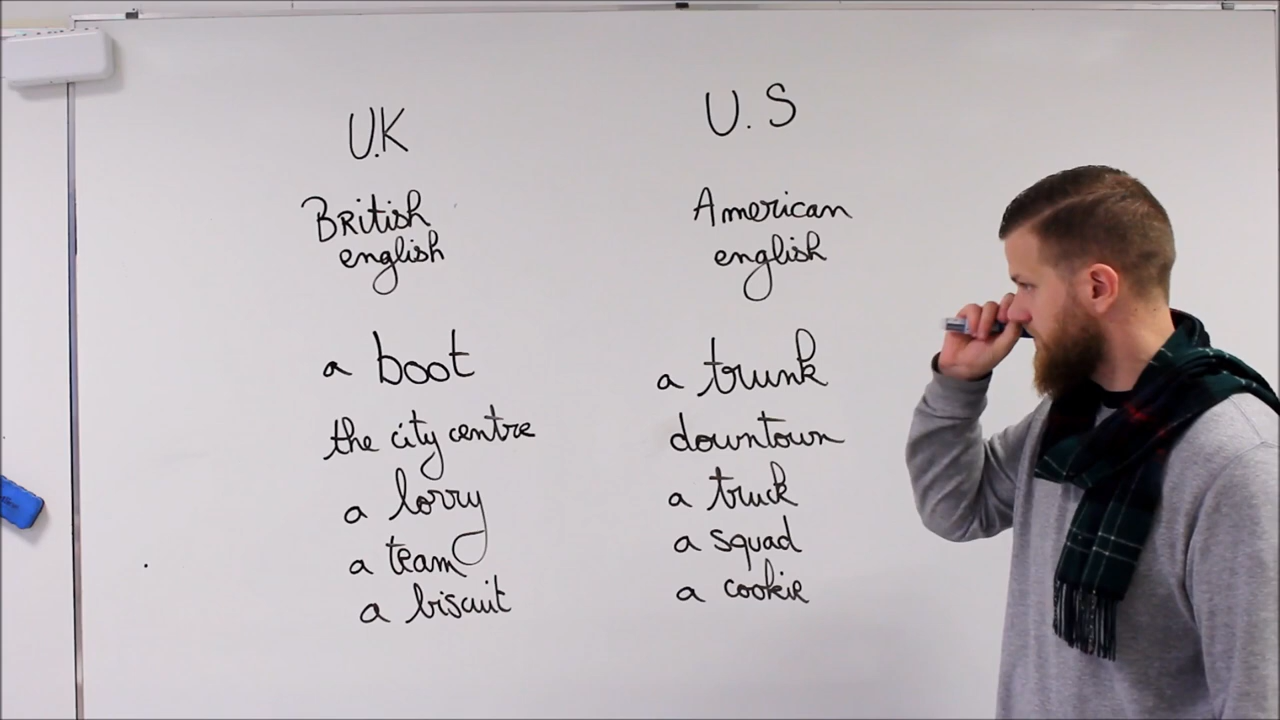 U.K
British
english
a boot
the city centre
a lorry
a team
a biscuit
U.S
American
english
a trunk
downtown
a truck
a squad
a cookie